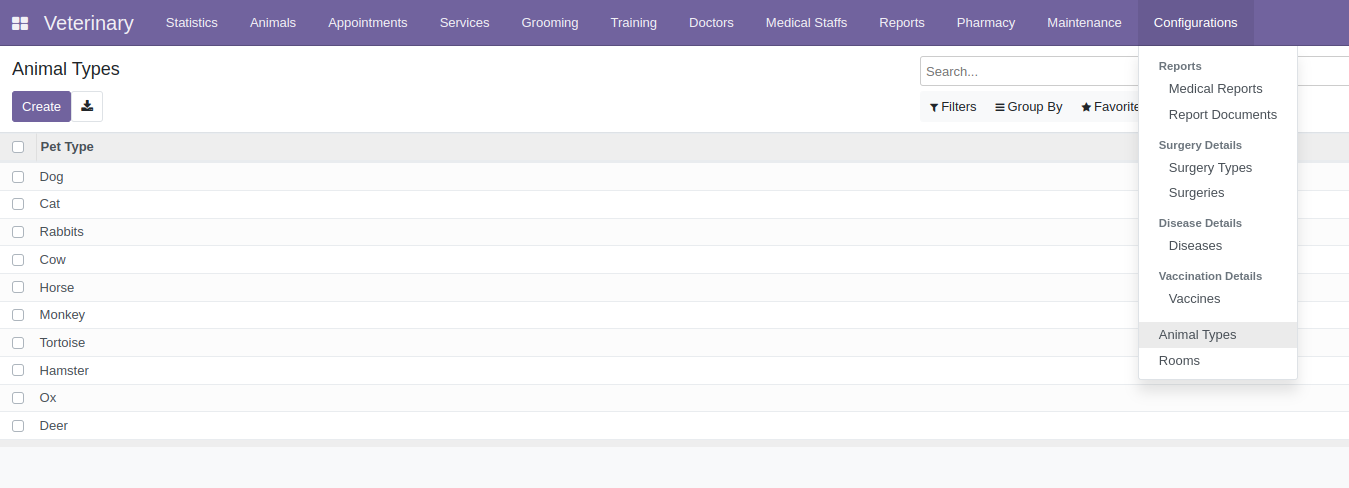 Veterinary Statistics Animals Appointments Services Grooming Training Doctors Medical Staffs Reports Pharmacy Maintenance Configurations
Animal Types
Search...
Create
Filters Group By Favorite
Pet Type
Dog
Cat
Rabbits
Cow
Horse
Monkey
Tortoise
Hamster
Ox
Deer
Reports
Medical Reports
Report Documents
Surgery Details
Surgery Types
Surgeries
Disease Details
Diseases
Vaccination Details
Vaccines
Animal Types
Rooms